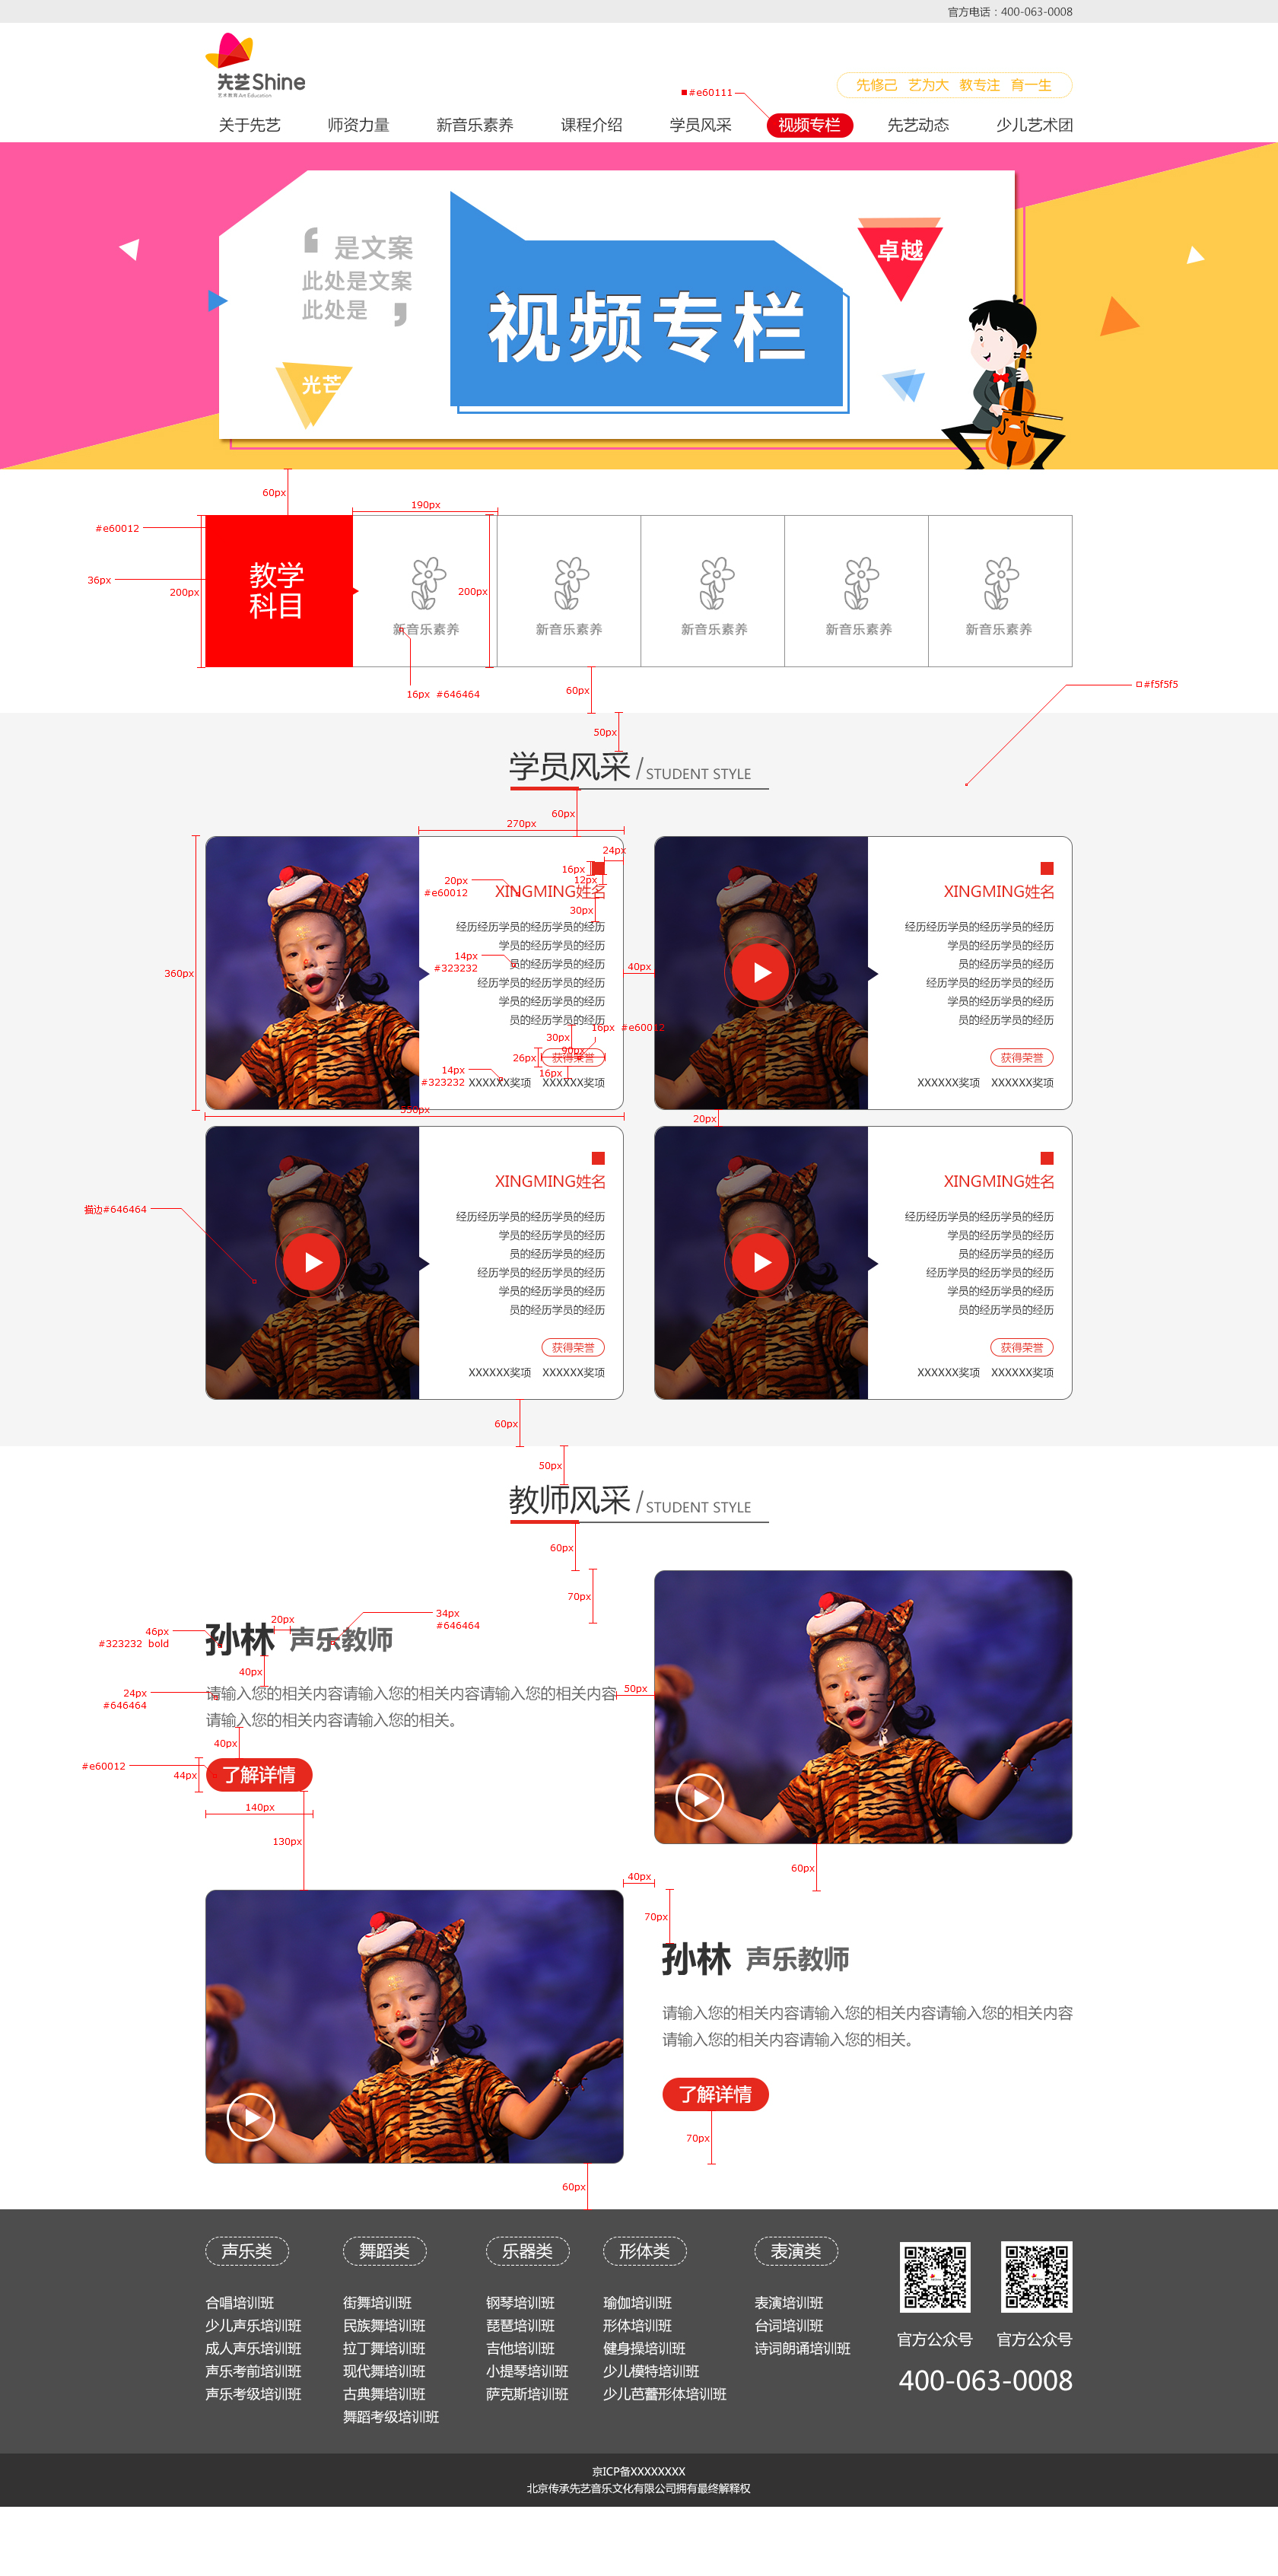 官方电话：400-063-0008
先艺Shine
艺术教育 Art Education
先修己 艺为大 教专注 育一生
#e60111
关于先艺 师资力量 新音乐素养 课程介绍 学员风采 视频专栏 先艺动态 少儿艺术团
是文案
此处是文案
此处是
视频专栏
卓越
光芒
60px
190px
#e60012
36px
200px
教学
科目
200px
新音乐素养 新音乐素养 新音乐素养 新音乐素养 新音乐素养
16px #646464
60px
#f5f5f5
50px
学员风采/STUDENT STYLE
60px
270px
360px
24px
16px
12px
20px
#e60012
XINGMING姓名
30px
经历经历学员的经历学员的经历
学员的经历学员的经历
员的经历学员的经历
经历学员的经历学员的经历
学员的经历学员的经历
员的经历学员的经历
14px
#323232
40px
16px #e60012
30px
90px
26px
获得荣誉
16px
14px
#323232
XXXXXX奖项 XXXXXX奖项
550px
XINGMING姓名
经历经历学员的经历学员的经历
学员的经历学员的经历
员的经历学员的经历
经历学员的经历学员的经历
学员的经历学员的经历
员的经历学员的经历
获得荣誉
XXXXXX奖项 XXXXXX奖项
20px
描边#646464
XINGMING姓名
经历经历学员的经历学员的经历
学员的经历学员的经历
员的经历学员的经历
经历学员的经历学员的经历
学员的经历学员的经历
员的经历学员的经历
获得荣誉
XXXXXX奖项 XXXXXX奖项
XINGMING姓名
经历经历学员的经历学员的经历
学员的经历学员的经历
员的经历学员的经历
经历学员的经历学员的经历
学员的经历学员的经历
员的经历学员的经历
获得荣誉
XXXXXX奖项 XXXXXX奖项
60px
50px
教师风采/STUDENT STYLE
60px
70px
20px
34px
#646464
46px
#323232 bold
孙林 声乐教师
40px
24px
#646464
请输入您的相关内容请输入您的相关内容请输入您的相关内容
请输入您的相关内容请输入您的相关。
50px
40px
#e60012
44px
了解详情
140px
130px
60px
40px
70px
孙林 声乐教师
请输入您的相关内容请输入您的相关内容请输入您的相关内容
请输入您的相关内容请输入您的相关。
了解详情
70px
60px
声乐类
合唱培训班
少儿声乐培训班
成人声乐培训班
声乐考前培训班
声乐考级培训班
舞蹈类
街舞培训班
民族舞培训班
拉丁舞培训班
现代舞培训班
古典舞培训班
舞蹈考级培训班
乐器类
钢琴培训班
琵琶培训班
吉他培训班
小提琴培训班
萨克斯培训班
形体类
瑜伽培训班
形体培训班
健身操培训班
少儿模特培训班
少儿芭蕾形体培训班
表演类
表演培训班
台词培训班
诗词朗诵培训班
官方公众号 官方公众号
400-063-0008
京ICP备XXXXXXXX
北京传承先艺音乐文化有限公司拥有最终解释权